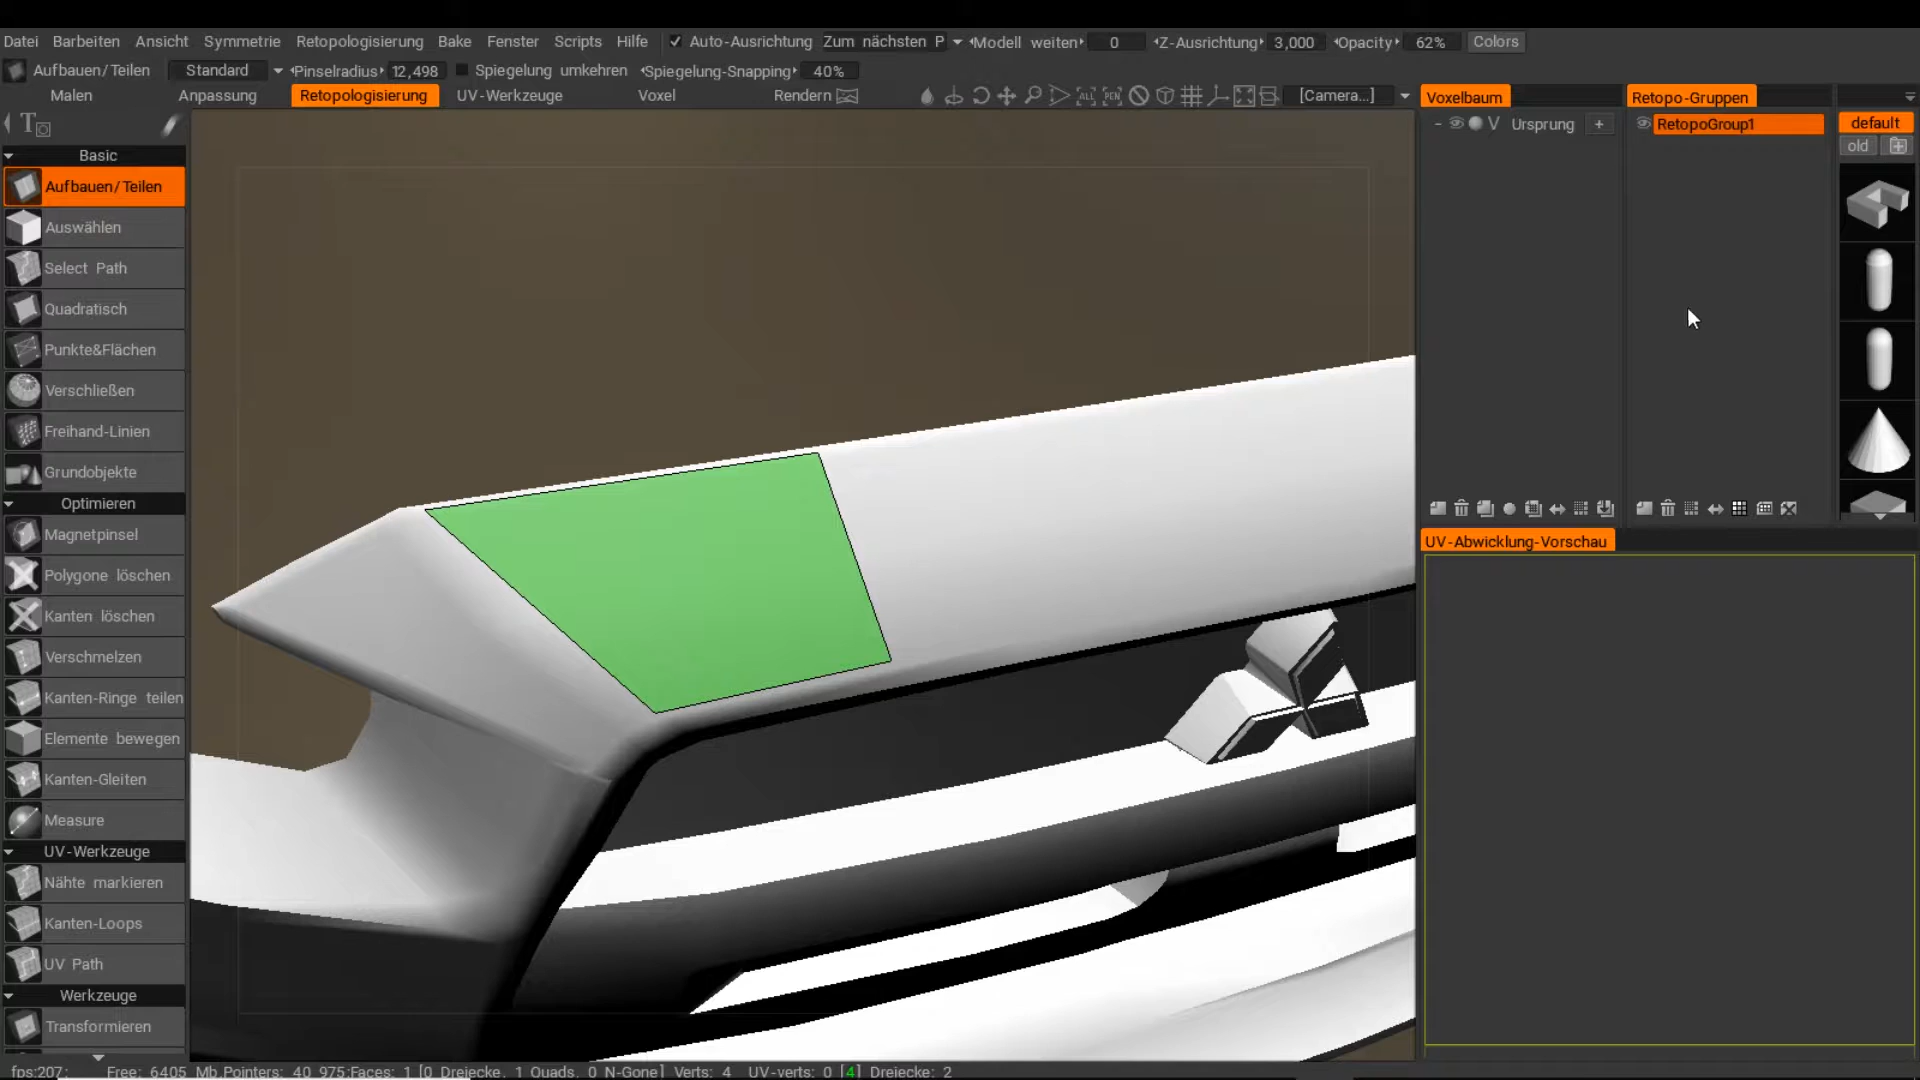 Datei Bearbeiten Ansicht Symmetrie Retopologisierung Bake Fenster Scripts Hilfe Auto-Ausrichtung Zum nächsten P Modell weiten 0 Z-Ausrichtung 3,000 Opacity 62% Colors
Aufbauen/Teilen Standard Pinselradius 12,498 Spiegelung umkehren Spiegelung-Snapping 40%
Malen Anpassung Retopologisierung UV-Werkzeuge Voxel Rendern ALL PEN [Camera...] Voxelbaum Retopo-Gruppen
V Ursprung + RetopoGroup1 default
old
Basic
Aufbauen/Teilen
Auswählen
Select Path
Quadratisch
Punkte&Flächen
Verschließen
Freihand-Linien
Grundobjekte
Optimieren
Magnetpinsel
UV-Abwicklung-Vorschau
Polygone löschen
Kanten löschen
Verschmelzen
Kanten-Ringe teilen
Elemente bewegen
Kanten-Gleiten
Measure
UV-Werkzeuge
Nähte markieren
Kanten-Loops
UV Path
Werkzeuge
Transformieren
fps:207; Free: 6405 Mb.Pointers: 40 975;Faces: 1 [0 Dreiecke, 1 Quads, 0 N-Gone] Verts: 4 UV-verts: 0 [4] Dreiecke: 2